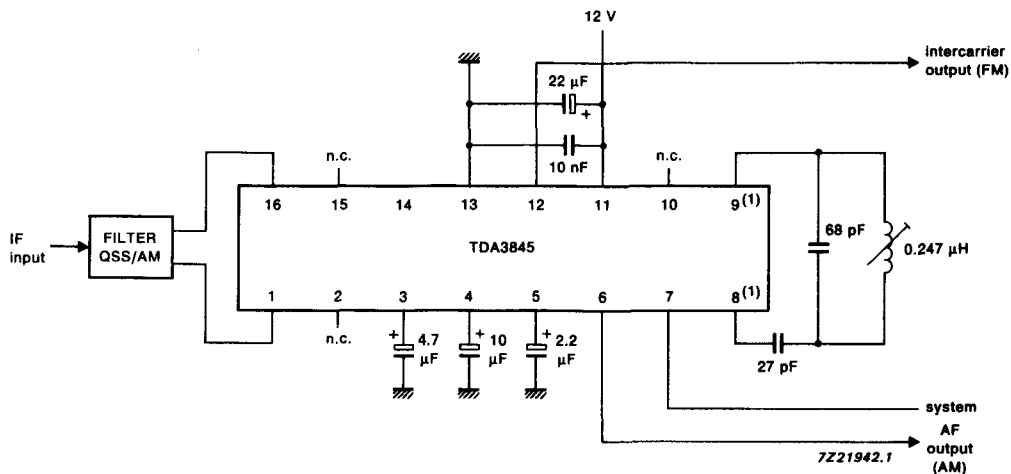 12 V
intercarrier
output (FM)
22 µF
+
10 nF
n.c.
n.c.
16 15 14 13 12 11 10 9(1)
IF
input
FILTER
QSS/AM
TDA3845
68 pF
0.247 µH
1 2 3 4 5 6 7 8(1)
n.c.
+ 4.7
µF
+ 10
µF
+ 2.2
µF
27 pF
system
AF
output
(AM)
7Z21942.1